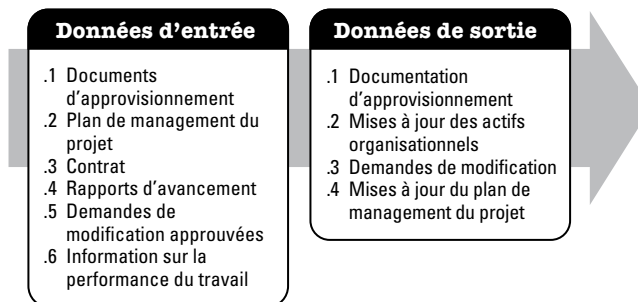 Données d’entrée
.1 Documents
d’approvisionnement
.2 Plan de management du
projet
.3 Contrat
.4 Rapports d’avancement
.5 Demandes de
modification approuvées
.6 Information sur la
performance du travail
Données de sortie
.1 Documentation
d’approvisionnement
.2 Mises à jour des actifs
organisationnels
.3 Demandes de modification
.4 Mises à jour du plan de
management du projet